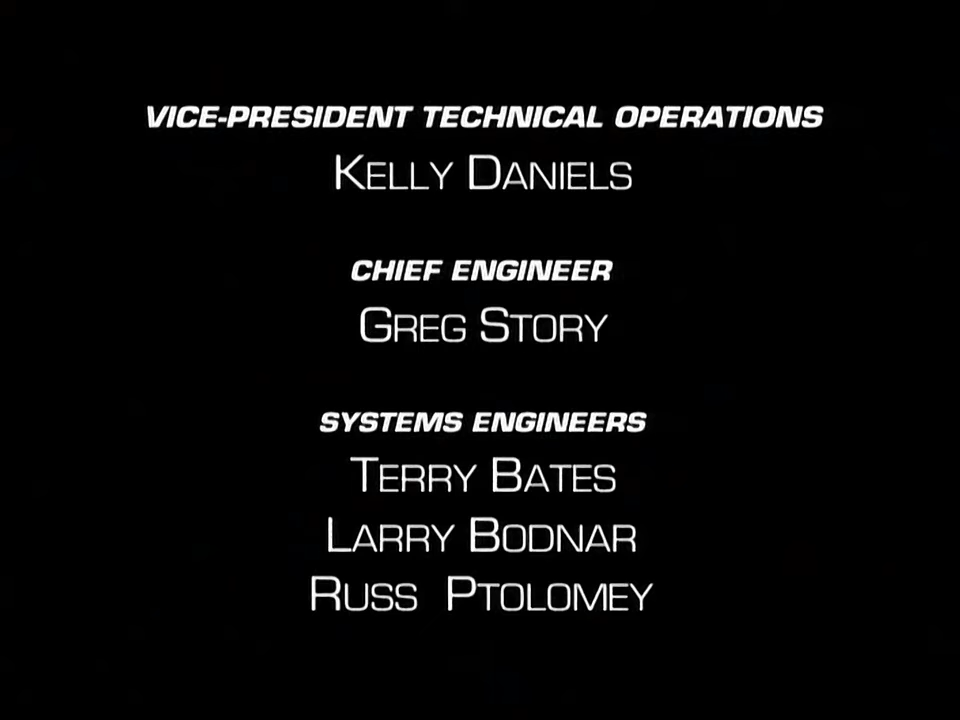 VICE-PRESIDENT TECHNICAL OPERATIONS
KELLY DANIELS
CHIEF ENGINEER
GREG STORY
SYSTEMS ENGINEERS
TERRY BATES
LARRY BODNAR
RUSS PTOLOMEY